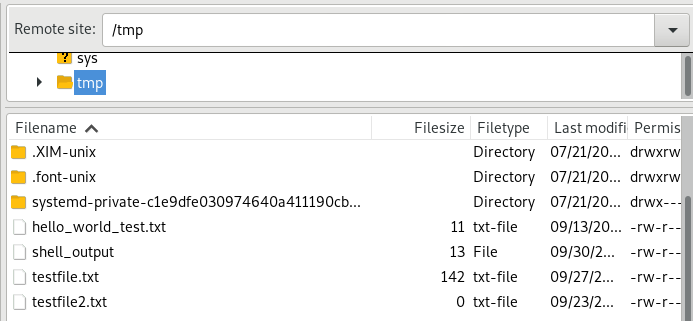 Remote site: /tmp
sys
tmp
Filename Filesize Filetype Last modifi Permis
.XIM-unix Directory 07/21/20... drwxrw
.font-unix Directory 07/21/20... drwxrw
systemd-private-c1e9dfe030974640a411190cb... Directory 07/21/20... drwx---
hello_world_test.txt 11 txt-file 09/13/20... -rw-r--
shell_output 13 File 09/30/2... -rw-r--
testfile.txt 142 txt-file 09/27/2... -rw-r--
testfile2.txt 0 txt-file 09/23/2... -rw-r--